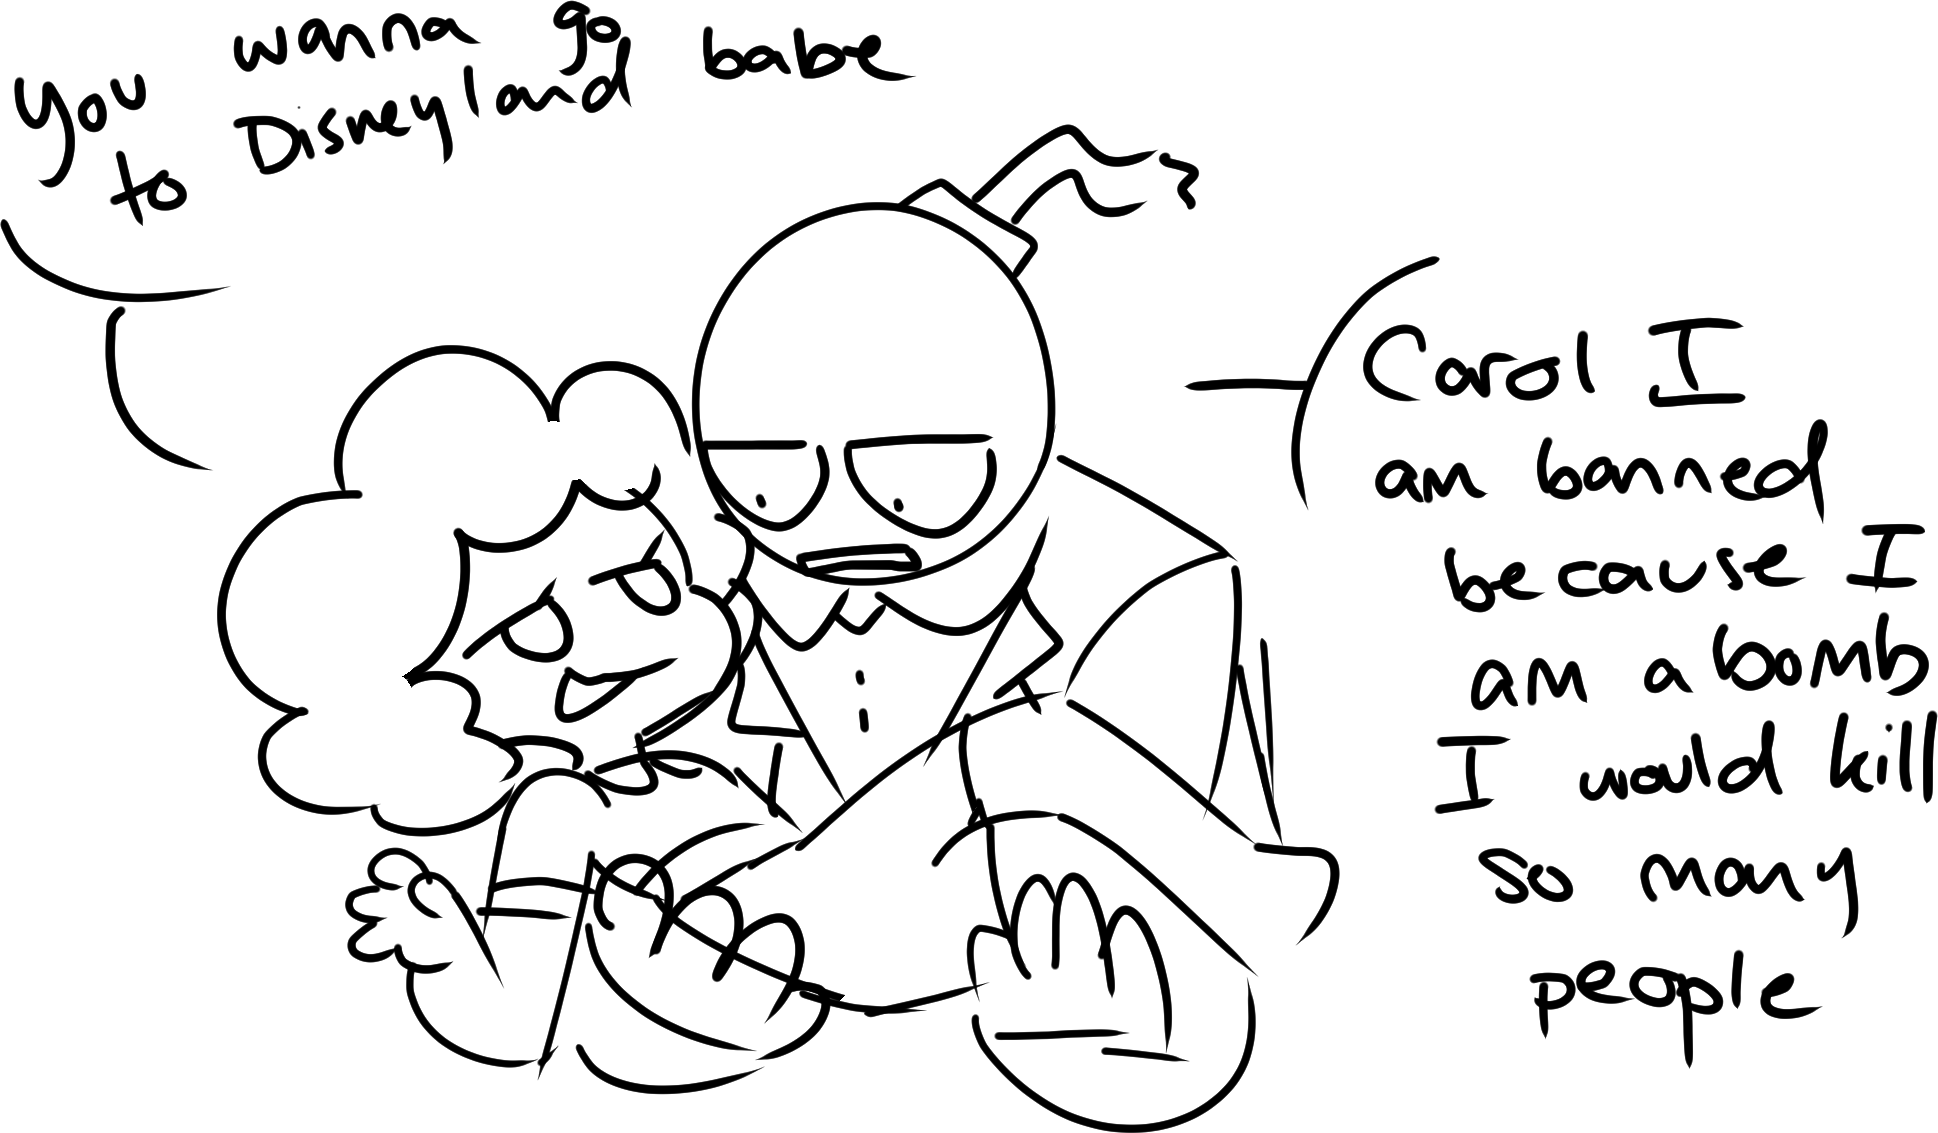 you wanna go babe
to Disneyland
Carol I
am banned
because I
am a bomb
I would kill
so many
people